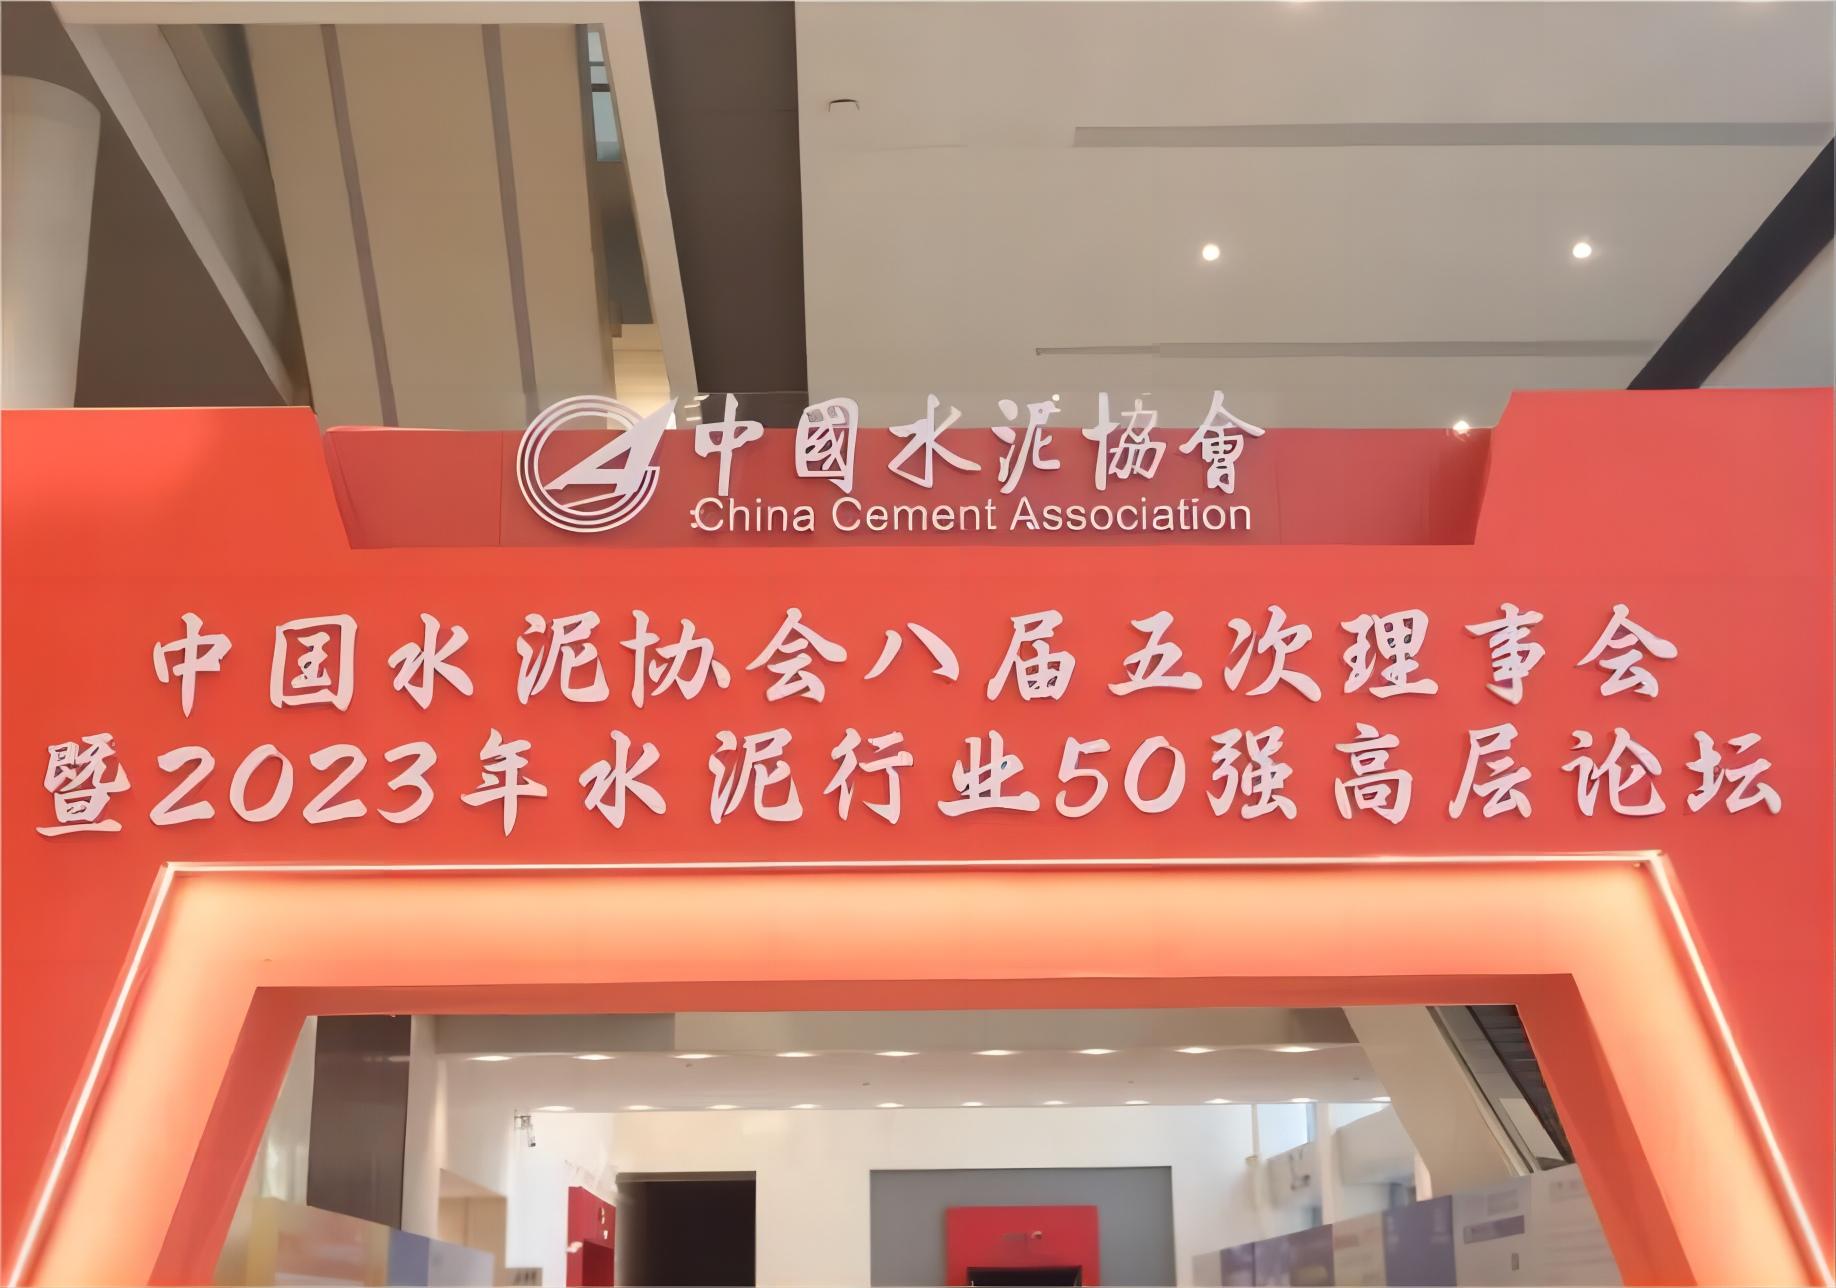 中國水泥協會
China Cement Association
中国水泥协会八届五次理事会
暨2023年水泥行业50强高层论坛